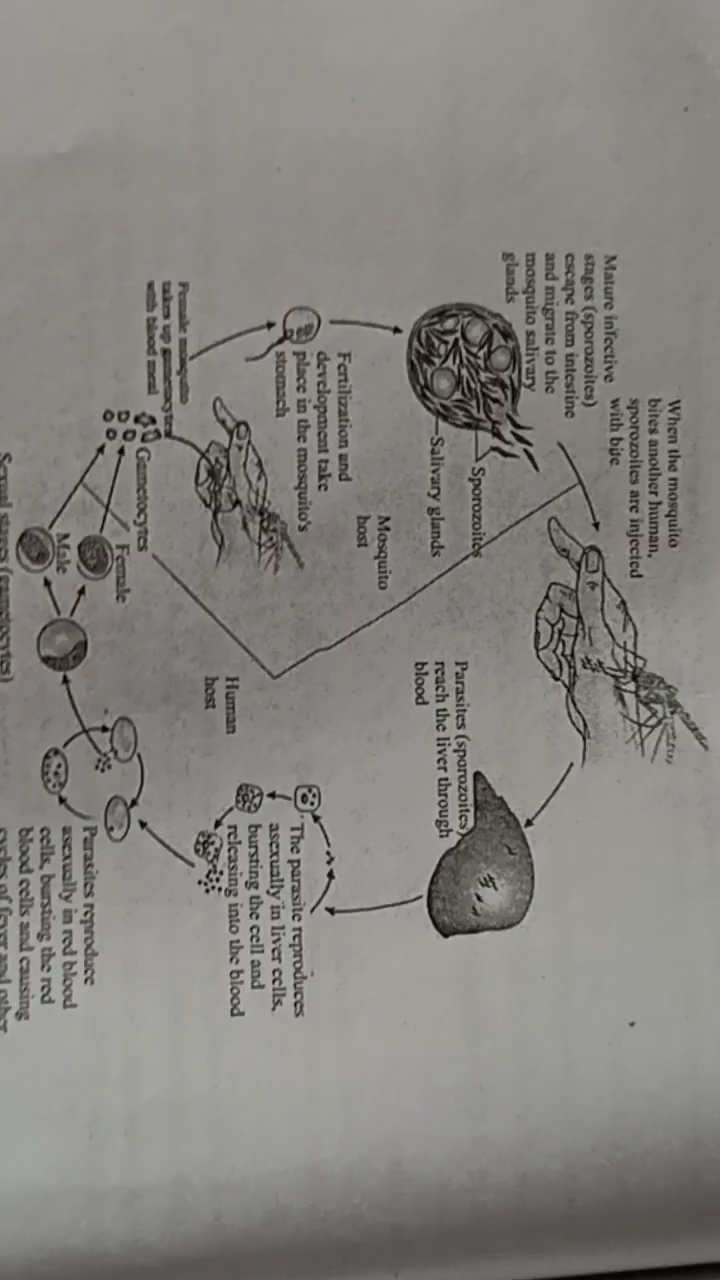 When the mosquito
bites another human,
sporozoites are injected
with bite
Mature infective
stages (sporozoites)
escape from intestine
and migrate to the
mosquito salivary
glands
Sporozoites
Salivary glands
Parasites (sporozoites)
reach the liver through
blood
Mosquito
host
Fertilization and
development take
place in the mosquito's
stomach
Human
host
The parasite reproduces
asexually in liver cells,
bursting the cell and
releasing into the blood
Female mosquito
takes up gametocytes
with blood meal
Gametocytes
Female
Male
Parasites reproduce
asexually in red blood
cells, bursting the red
blood cells and causing
cycles of fever and other
Sexual stages (gametocytes)